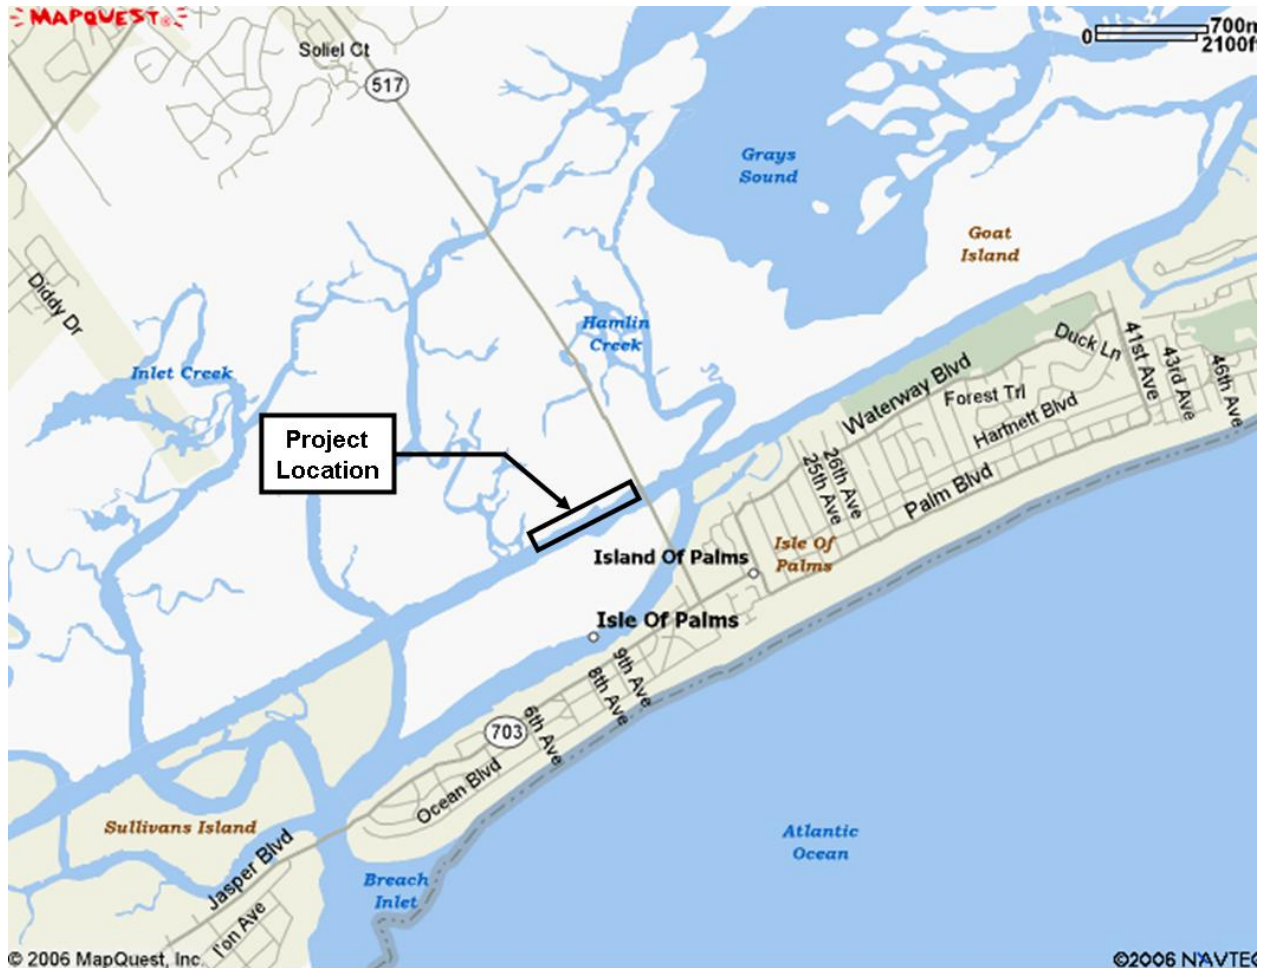 MAPQUEST
Soliel Ct
517
0
700m
2100f
Grays
Sound
Goat
Island
Diddy Dr
Hamlin
Creek
Inlet Creek
Duck Ln
41st Ave
43rd Ave
46th Ave
Waterway Blvd
Forest Trl
Hartnett Blvd
Project
Location
26th Ave
25th Ave
Palm Blvd
Island Of Palms
Isle Of
Palms
Isle Of Palms
9th Ave
8th Ave
6th Ave
703
Ocean Blvd
Sullivans Island
Jasper Blvd
Atlantic
Ocean
Breach
Inlet
I'on Ave
© 2006 MapQuest, Inc.
©2006 NAVTEQ